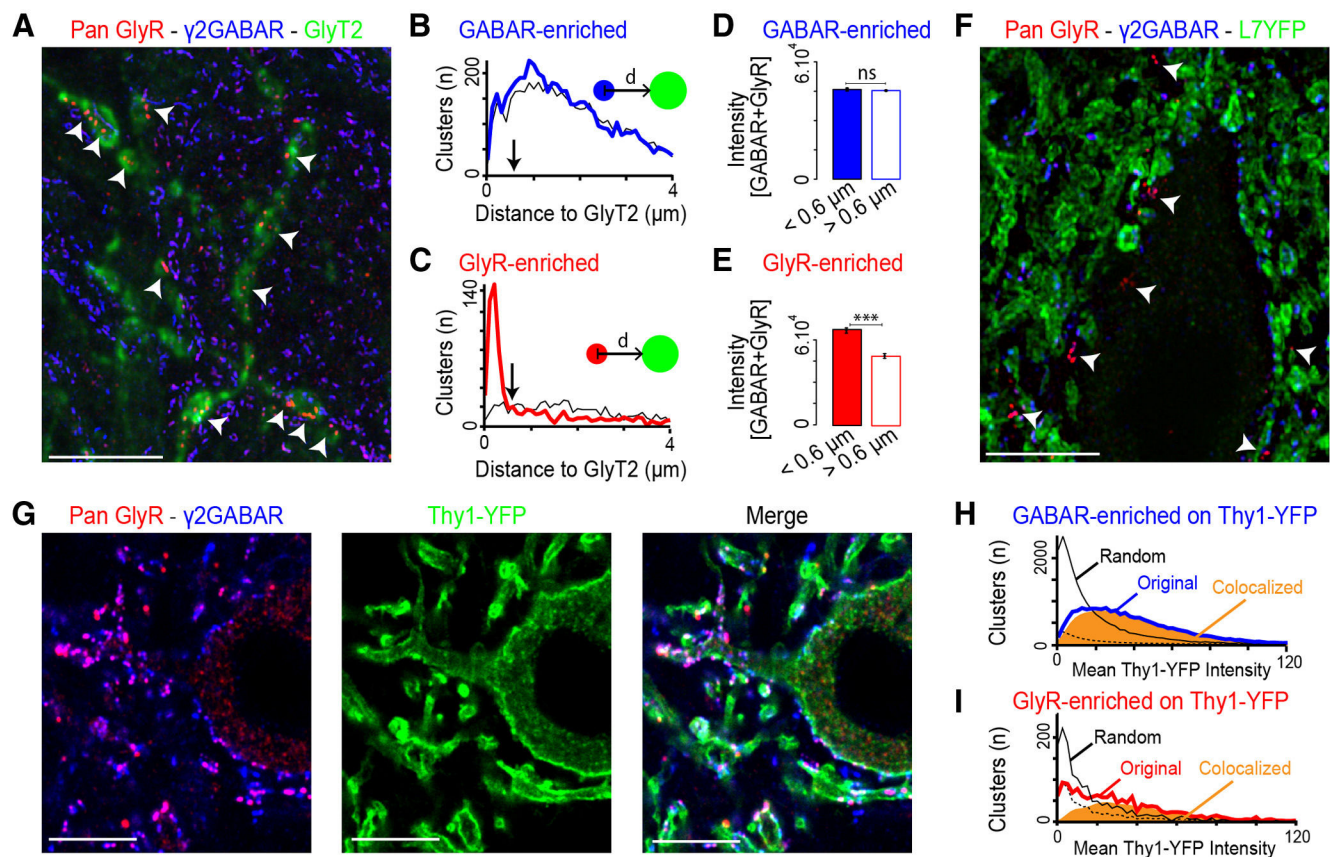 A Pan GlyR - γ2GABAR - GlyT2
B GABAR-enriched
Clusters (n)
200
0
d
0
4
Distance to GlyT2 (µm)
C GlyR-enriched
Clusters (n)
140
0
d
0
4
Distance to GlyT2 (µm)
D GABAR-enriched
Intensity
[GABAR+GlyR]
6.10⁴
0
ns
< 0.6 µm
> 0.6 µm
E GlyR-enriched
Intensity
[GABAR+GlyR]
6.10⁴
0
***
< 0.6 µm
> 0.6 µm
F Pan GlyR - γ2GABAR - L7YFP
G Pan GlyR - γ2GABAR
Thy1-YFP
Merge
H GABAR-enriched on Thy1-YFP
Clusters (n)
2000
0
Random
Original
Colocalized
0
120
Mean Thy1-YFP Intensity
I GlyR-enriched on Thy1-YFP
Clusters (n)
200
0
Random
Original
Colocalized
0
120
Mean Thy1-YFP Intensity